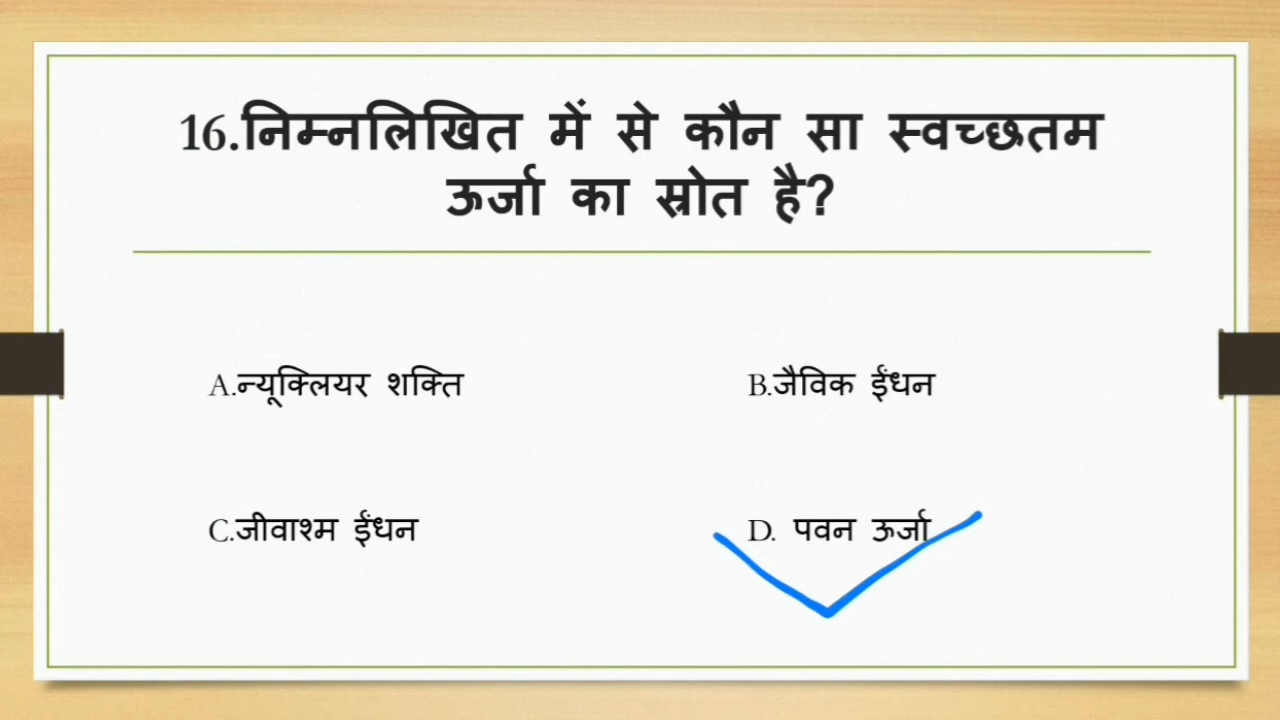 16.निम्नलिखित में से कौन सा स्वच्छतम
ऊर्जा का स्रोत है?
A.न्यूक्लियर शक्ति
B.जैविक ईंधन
C.जीवाश्म ईंधन
D. पवन ऊर्जा